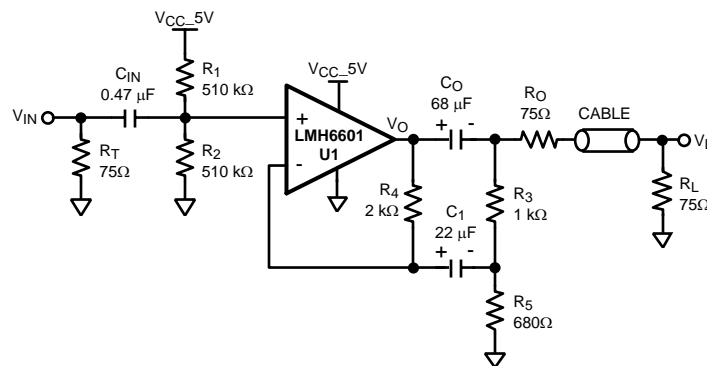 VCC_5V
CIN
0.47 µF
R1
510 kΩ
VCC_5V
CO
68 µF
RO
75Ω
CABLE
VIN
+
LMH6601
U1
-
VO
+
-
VL
RT
75Ω
R2
510 kΩ
R4
2 kΩ
C1
22 µF
+
-
R3
1 kΩ
RL
75Ω
R5
680Ω